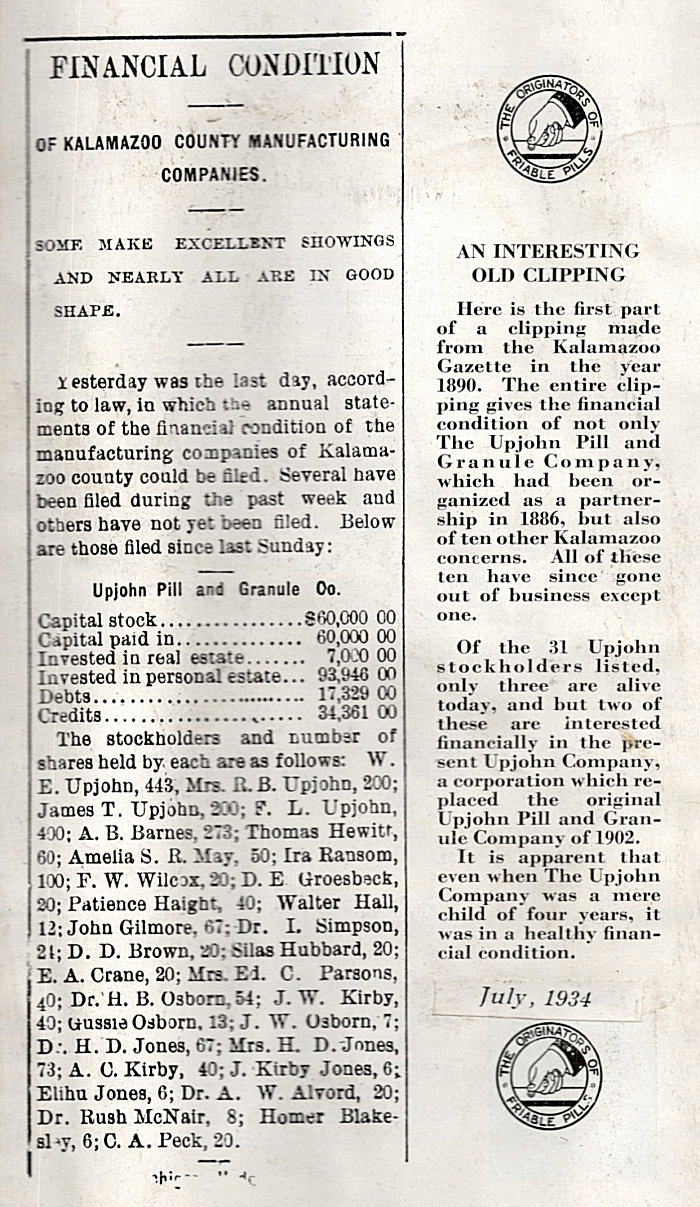 FINANCIAL CONDITION
OF KALAMAZOO COUNTY MANUFACTURING
COMPANIES.
SOME MAKE EXCELLENT SHOWINGS
AND NEARLY ALL ARE IN GOOD
SHAPE.
Yesterday was the last day, accord-
ing to law, in which the annual state-
ments of the financial condition of the
manufacturing companies of Kalama-
zoo county could be filed. Several have
been filed during the past week and
others have not yet been filed. Below
are those filed since last Sunday:
Upjohn Pill and Granule Co.
Capital stock................$60,000 00
Capital paid in.............. 60,000 00
Invested in real estate....... 7,000 00
Invested in personal estate... 93,946 00
Debts........................ 17,329 00
Credits...................... 34,361 00
The stockholders and number of
shares held by each are as follows: W.
E. Upjohn, 443, Mrs. R. B. Upjohn, 200;
James T. Upjohn, 200; F. L. Upjohn,
400; A. B. Barnes, 273; Thomas Hewitt,
60; Amelia S. R. May, 50; Ira Ransom,
100; F. W. Wilcox, 20; D. E Groesbeck,
20; Patience Haight, 40; Walter Hall,
12; John Gilmore, 67; Dr. I. Simpson,
24; D. D. Brown, 20; Silas Hubbard, 20;
E. A. Crane, 20; Mrs. Ed. C. Parsons,
40; Dr. H. B. Osborn, 54; J. W. Kirby,
40; Gussie Osborn, 13; J. W. Osborn, 7;
Dr. H. D. Jones, 67; Mrs. H. D. Jones,
73; A. C. Kirby, 40; J. Kirby Jones, 6;
Elihu Jones, 6; Dr. A. W. Alvord, 20;
Dr. Rush McNair, 8; Homer Blake-
sley, 6; C. A. Peck, 20.
THE ORIGINATORS OF
FRIABLE PILLS
AN INTERESTING
OLD CLIPPING
Here is the first part
of a clipping made
from the Kalamazoo
Gazette in the year
1890. The entire clip-
ping gives the financial
condition of not only
The Upjohn Pill and
Granule Company,
which had been or-
ganized as a partner-
ship in 1886, but also
of ten other Kalamazoo
concerns. All of these
ten have since gone
out of business except
one.
Of the 31 Upjohn
stockholders listed,
only three are alive
today, and but two of
these are interested
financially in the pre-
sent Upjohn Company,
a corporation which re-
placed the original
Upjohn Pill and Gran-
ule Company of 1902.
It is apparent that
even when The Upjohn
Company was a mere
child of four years, it
was in a healthy finan-
cial condition.
July, 1934
THE ORIGINATORS OF
FRIABLE PILLS